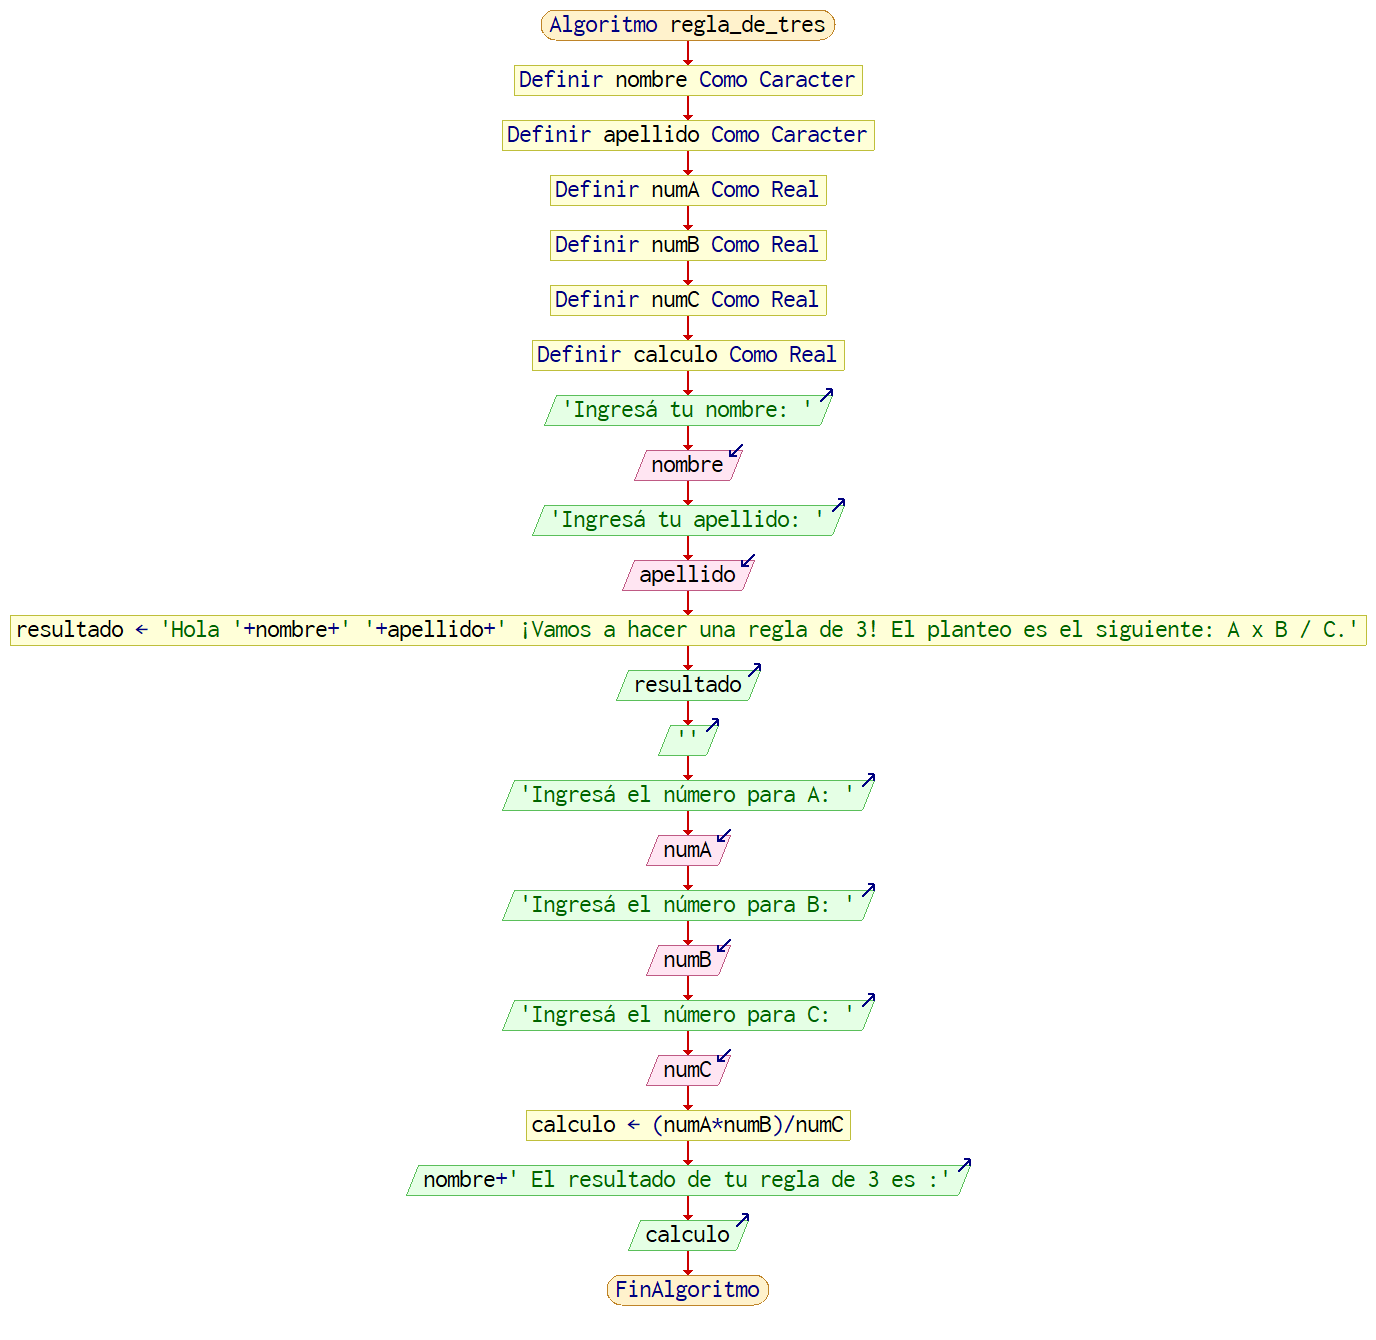 Algoritmo regla_de_tres
Definir nombre Como Caracter
Definir apellido Como Caracter
Definir numA Como Real
Definir numB Como Real
Definir numC Como Real
Definir calculo Como Real
'Ingresá tu nombre: '
nombre
'Ingresá tu apellido: '
apellido
resultado ← 'Hola '+nombre+' '+apellido+' ¡Vamos a hacer una regla de 3! El planteo es el siguiente: A x B / C.'
resultado
''
'Ingresá el número para A: '
numA
'Ingresá el número para B: '
numB
'Ingresá el número para C: '
numC
calculo ← (numA*numB)/numC
nombre+' El resultado de tu regla de 3 es :'
calculo
FinAlgoritmo